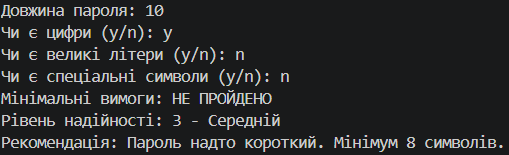 Довжина пароля: 10
Чи є цифри (y/n): y
Чи є великі літери (y/n): n
Чи є спеціальні символи (y/n): n
Мінімальні вимоги: НЕ ПРОЙДЕНО
Рівень надійності: 3 - Середній
Рекомендація: Пароль надто короткий. Мінімум 8 символів.